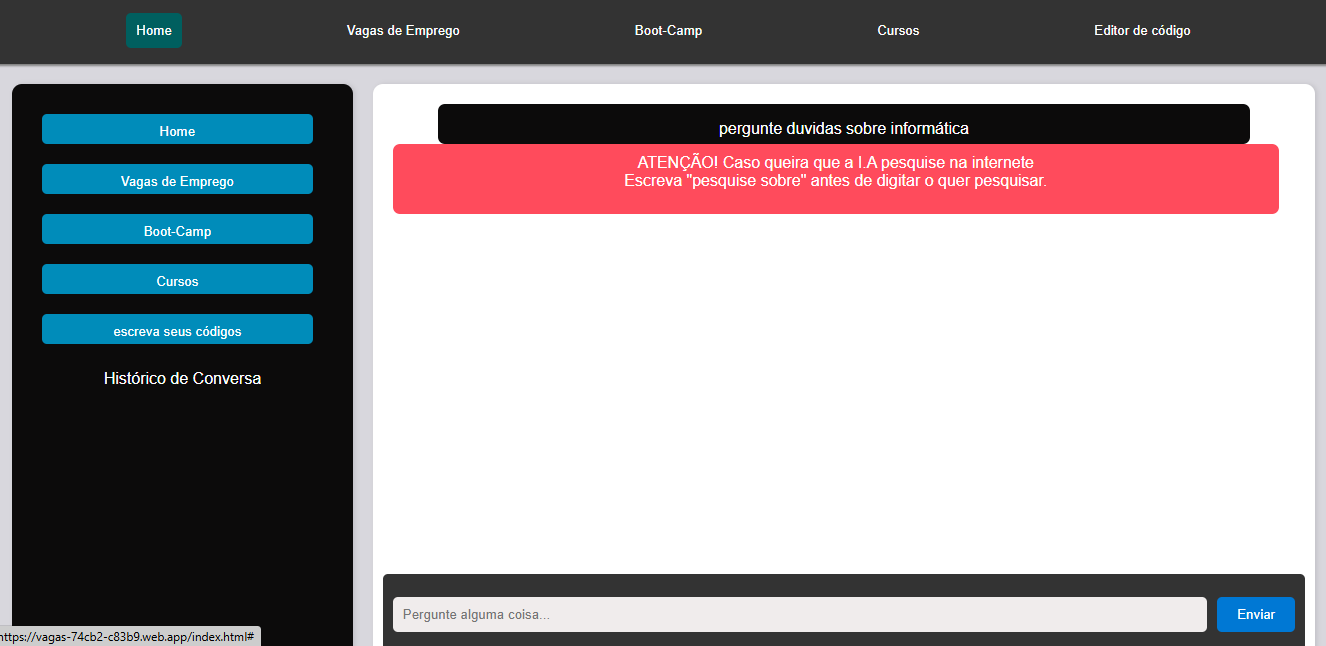 Home
Vagas de Emprego
Boot-Camp
Cursos
Editor de código
Home
Vagas de Emprego
Boot-Camp
Cursos
escreva seus códigos
Histórico de Conversa
pergunte duvidas sobre informática
ATENÇÃO! Caso queira que a I.A pesquise na internete
Escreva "pesquise sobre" antes de digitar o quer pesquisar.
Pergunte alguma coisa...
Enviar
https://vagas-74cb2-c83b9.web.app/index.html#